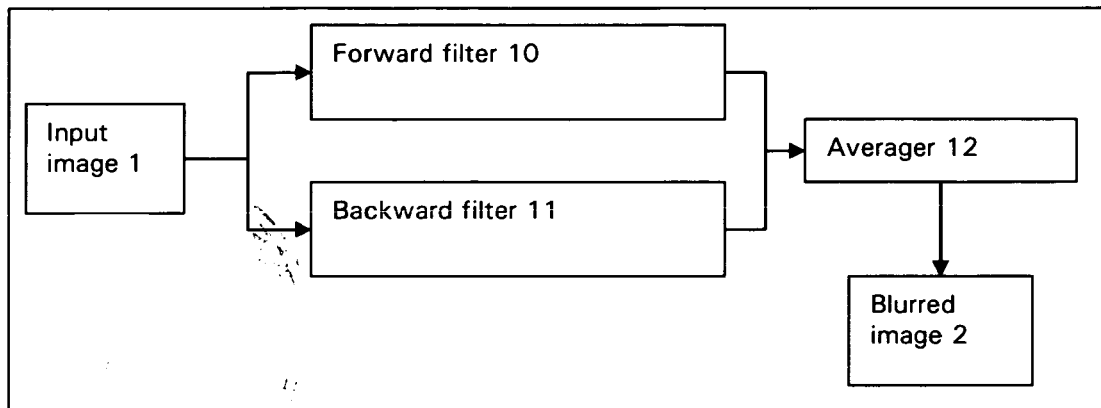 Input
image 1
Forward filter 10
Backward filter 11
Averager 12
Blurred
image 2